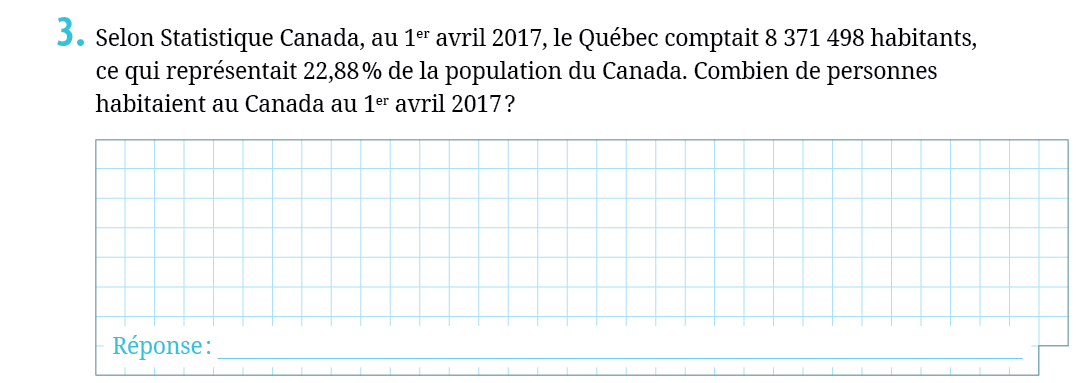 3. Selon Statistique Canada, au 1er avril 2017, le Québec comptait 8 371 498 habitants,
ce qui représentait 22,88 % de la population du Canada. Combien de personnes
habitaient au Canada au 1er avril 2017 ?
Réponse :